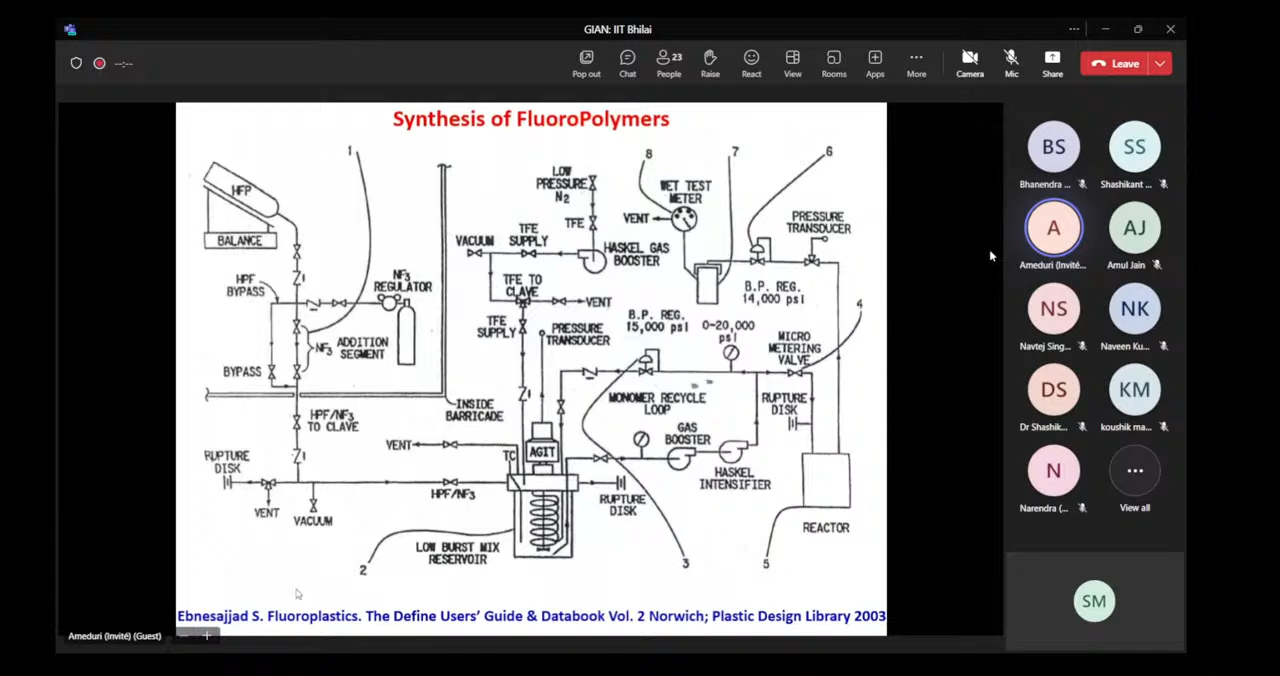 GIAN: IIT Bhilai
--:--
Pop out
Chat
23
People
Raise
React
View
Rooms
Apps
More
Camera
Mic
Share
Leave
Synthesis of FluoroPolymers
1
8
7
6
HFP
BALANCE
LOW
PRESSURE
N2
TFE
WET TEST
METER
VENT
PRESSURE
TRANSDUCER
VACUUM
TFE
SUPPLY
HASKEL GAS
BOOSTER
HPF
BYPASS
NF3
REGULATOR
TFE TO
CLAVE
VENT
B.P. REG.
14,000 psi
TFE
SUPPLY
PRESSURE
TRANSDUCER
B.P. REG.
15,000 psi
0-20,000
psi
4
MICRO
METERING
VALVE
NF3
ADDITION
SEGMENT
BYPASS
INSIDE
BARRICADE
MONOMER RECYCLE
LOOP
RUPTURE
DISK
HPF/NF3
TO CLAVE
VENT
TC
AGIT
GAS
BOOSTER
HASKEL
INTENSIFIER
RUPTURE
DISK
VENT
VACUUM
HPF/NF3
RUPTURE
DISK
REACTOR
LOW BURST MIX
RESERVOIR
2
3
5
Ebnesajjad S. Fluoroplastics. The Define Users' Guide & Databook Vol. 2 Norwich; Plastic Design Library 2003
Ameduri (Invité) (Guest)
BS
Bhanendra ...
SS
Shashikant ...
A
Ameduri (Invité...
AJ
Amul Jain
NS
Navtej Sing...
NK
Naveen Ku...
DS
Dr Shashik...
KM
koushik ma...
N
Narendra (...
...
View all
SM